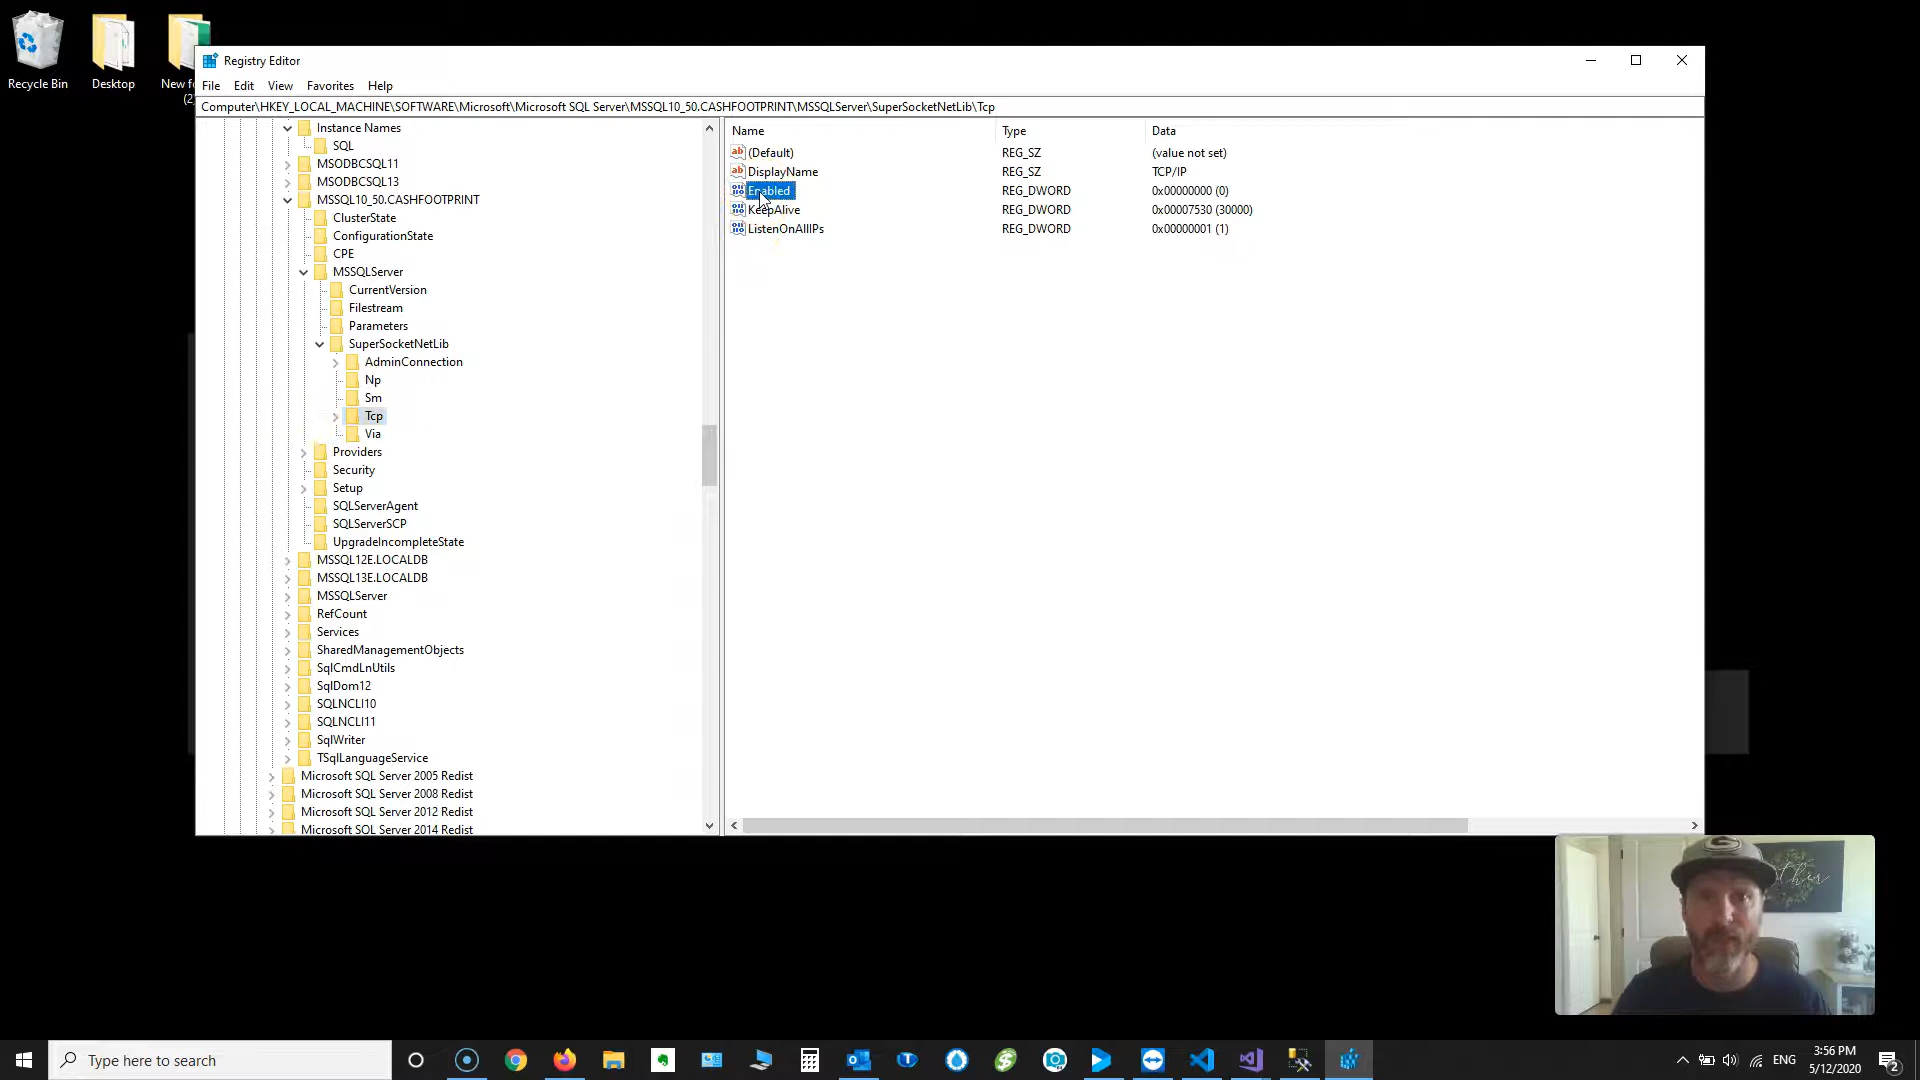 Recycle Bin
Desktop
New fo
(2)
Registry Editor
File Edit View Favorites Help
Computer\HKEY_LOCAL_MACHINE\SOFTWARE\Microsoft\Microsoft SQL Server\MSSQL10_50.CASHFOOTPRINT\MSSQLServer\SuperSocketNetLib\Tcp
Instance Names
SQL
MSODBCSQL11
MSODBCSQL13
MSSQL10_50.CASHFOOTPRINT
ClusterState
ConfigurationState
CPE
MSSQLServer
CurrentVersion
Filestream
Parameters
SuperSocketNetLib
AdminConnection
Np
Sm
Tcp
Via
Providers
Security
Setup
SQLServerAgent
SQLServerSCP
UpgradeIncompleteState
MSSQL12E.LOCALDB
MSSQL13E.LOCALDB
MSSQLServer
RefCount
Services
SharedManagementObjects
SqlCmdLnUtils
SqlDom12
SQLNCLI10
SQLNCLI11
SqlWriter
TSqlLanguageService
Microsoft SQL Server 2005 Redist
Microsoft SQL Server 2008 Redist
Microsoft SQL Server 2012 Redist
Microsoft SQL Server 2014 Redist
Name Type Data
(Default) REG_SZ (value not set)
DisplayName REG_SZ TCP/IP
Enabled REG_DWORD 0x00000000 (0)
KeepAlive REG_DWORD 0x00007530 (30000)
ListenOnAllIPs REG_DWORD 0x00000001 (1)
Type here to search
ENG
3:56 PM
5/12/2020
2